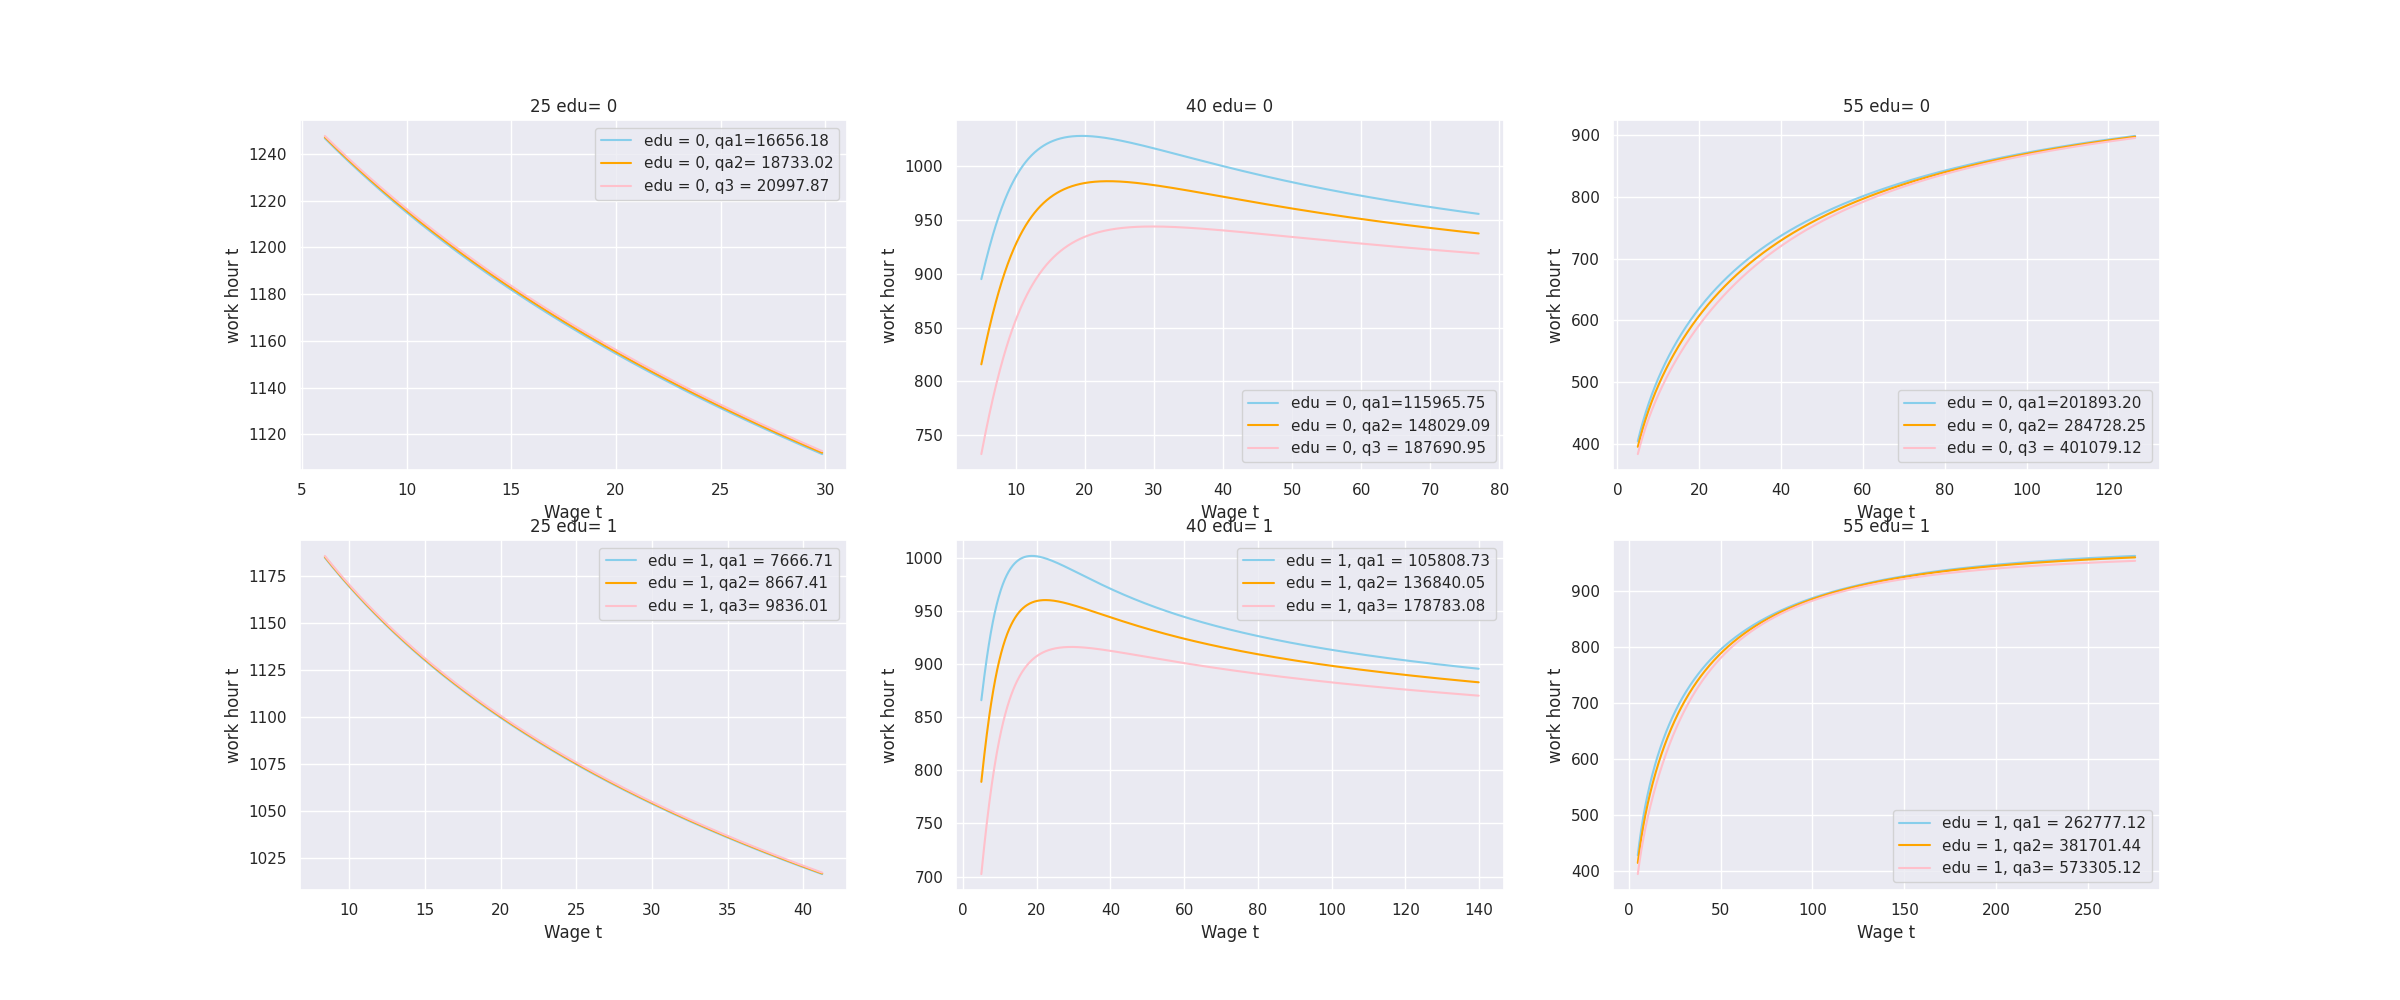 25 edu= 0
work hour t
1240
1220
1200
1180
1160
1140
1120
edu = 0, qa1=16656.18
edu = 0, qa2= 18733.02
edu = 0, q3 = 20997.87
5 10 15 20 25 30
Wage t
40 edu= 0
work hour t
1000
950
900
850
800
750
edu = 0, qa1=115965.75
edu = 0, qa2= 148029.09
edu = 0, q3 = 187690.95
10 20 30 40 50 60 70 80
Wage t
55 edu= 0
work hour t
900
800
700
600
500
400
edu = 0, qa1=201893.20
edu = 0, qa2= 284728.25
edu = 0, q3 = 401079.12
0 20 40 60 80 100 120
Wage t
25 edu= 1
work hour t
1175
1150
1125
1100
1075
1050
1025
edu = 1, qa1 = 7666.71
edu = 1, qa2= 8667.41
edu = 1, qa3= 9836.01
10 15 20 25 30 35 40
Wage t
40 edu= 1
work hour t
1000
950
900
850
800
750
700
edu = 1, qa1 = 105808.73
edu = 1, qa2= 136840.05
edu = 1, qa3= 178783.08
0 20 40 60 80 100 120 140
Wage t
55 edu= 1
work hour t
900
800
700
600
500
400
edu = 1, qa1 = 262777.12
edu = 1, qa2= 381701.44
edu = 1, qa3= 573305.12
0 50 100 150 200 250
Wage t